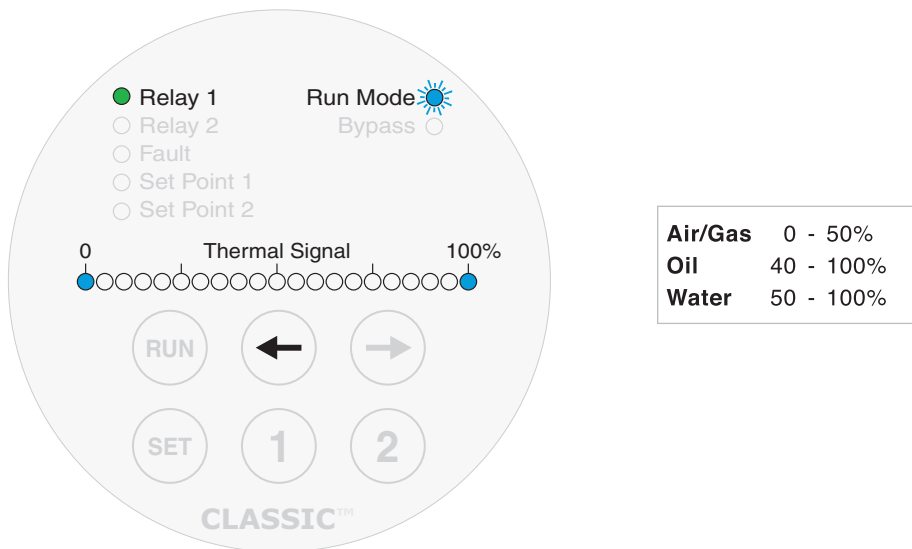 Relay 1
Run Mode
Relay 2
Bypass
Fault
Set Point 1
Set Point 2
0 Thermal Signal 100%
RUN
SET
1
2
CLASSIC™
Air/Gas 0 - 50%
Oil 40 - 100%
Water 50 - 100%